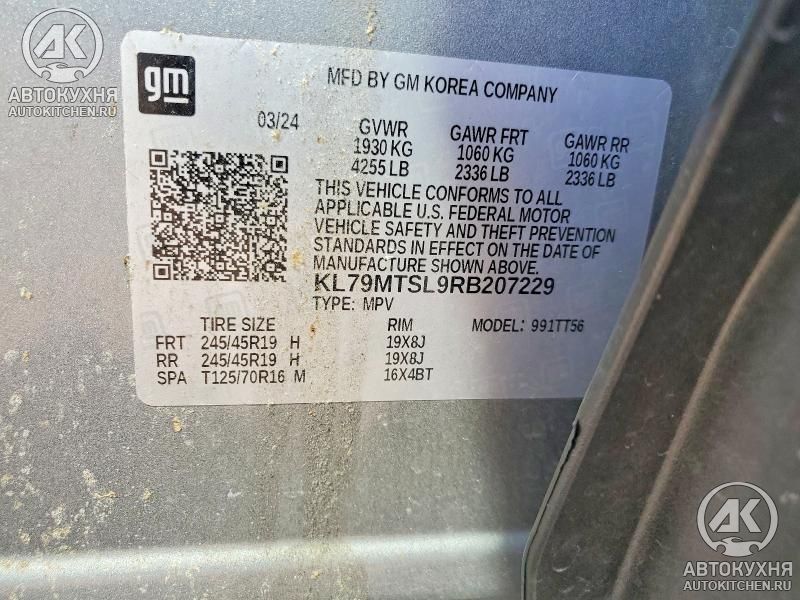 AK
АВТОКУХНЯ
AUTOKITCHEN.RU
gm
MFD BY GM KOREA COMPANY
03/24
GVWR GAWR FRT GAWR RR
1930 KG 1060 KG 1060 KG
4255 LB 2336 LB 2336 LB
THIS VEHICLE CONFORMS TO ALL
APPLICABLE U.S. FEDERAL MOTOR
VEHICLE SAFETY AND THEFT PREVENTION
STANDARDS IN EFFECT ON THE DATE OF
MANUFACTURE SHOWN ABOVE.
KL79MTSL9RB207229
TYPE: MPV
TIRE SIZE RIM MODEL: 991TT56
FRT 245/45R19 H 19X8J
RR 245/45R19 H 19X8J
SPA T125/70R16 M 16X4BT
AK
АВТОКУХНЯ
AUTOKITCHEN.RU